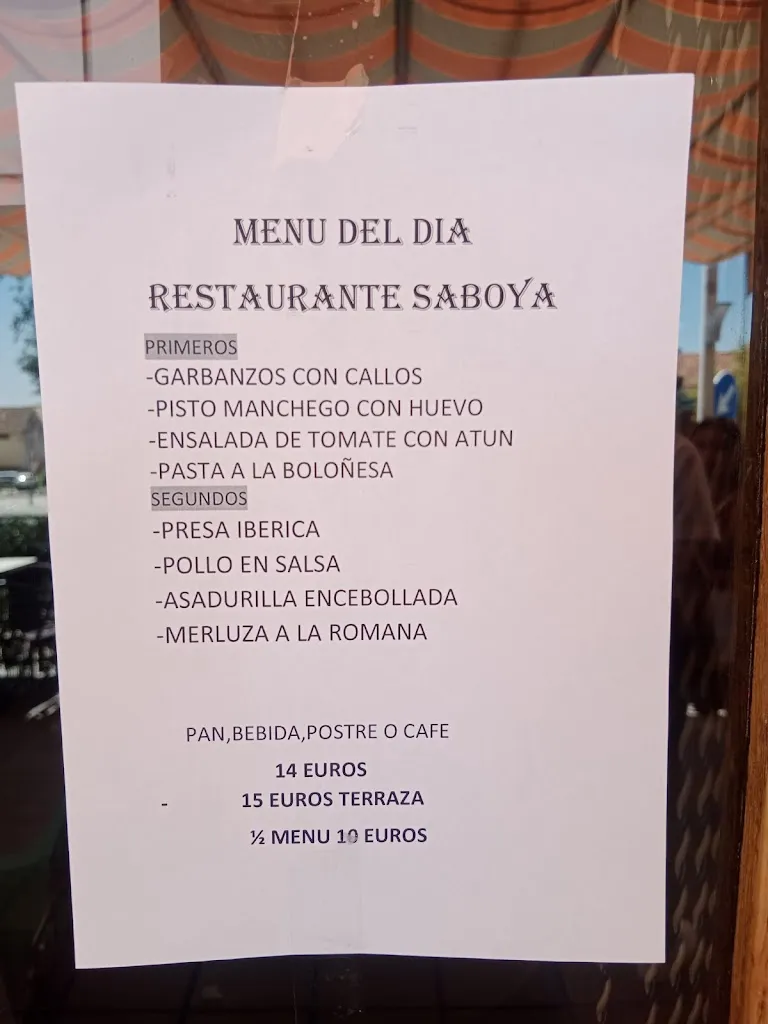 MENU DEL DIA
RESTAURANTE SABOYA
PRIMEROS
-GARBANZOS CON CALLOS
-PISTO MANCHEGO CON HUEVO
-ENSALADA DE TOMATE CON ATUN
-PASTA A LA BOLOÑESA
SEGUNDOS
-PRESA IBERICA
-POLLO EN SALSA
-ASADURILLA ENCEBOLLADA
-MERLUZA A LA ROMANA
PAN,BEBIDA,POSTRE O CAFE
14 EUROS
- 15 EUROS TERRAZA
½ MENU 10 EUROS